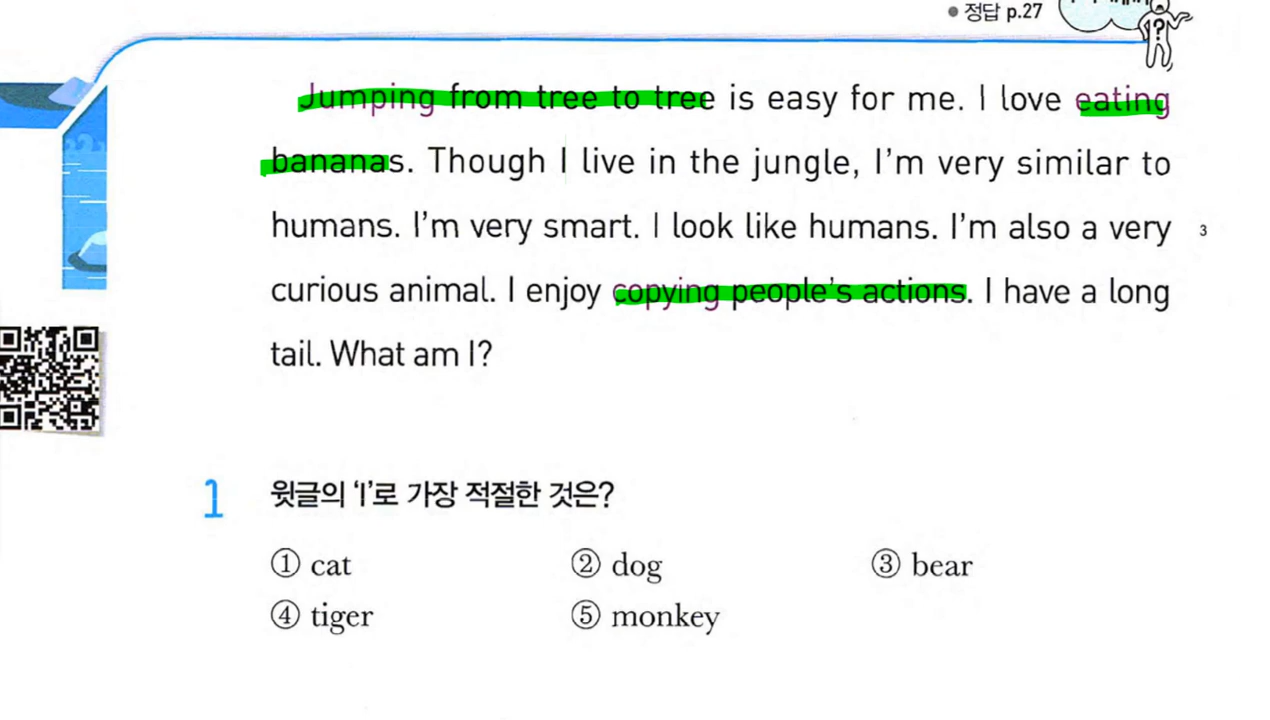 ● 정답 p.27
?
Jumping from tree to tree is easy for me. I love eating
bananas. Though I live in the jungle, I'm very similar to
humans. I'm very smart. I look like humans. I'm also a very 3
curious animal. I enjoy copying people's actions. I have a long
tail. What am I?
1 윗글의 'I'로 가장 적절한 것은?
① cat ② dog ③ bear
④ tiger ⑤ monkey